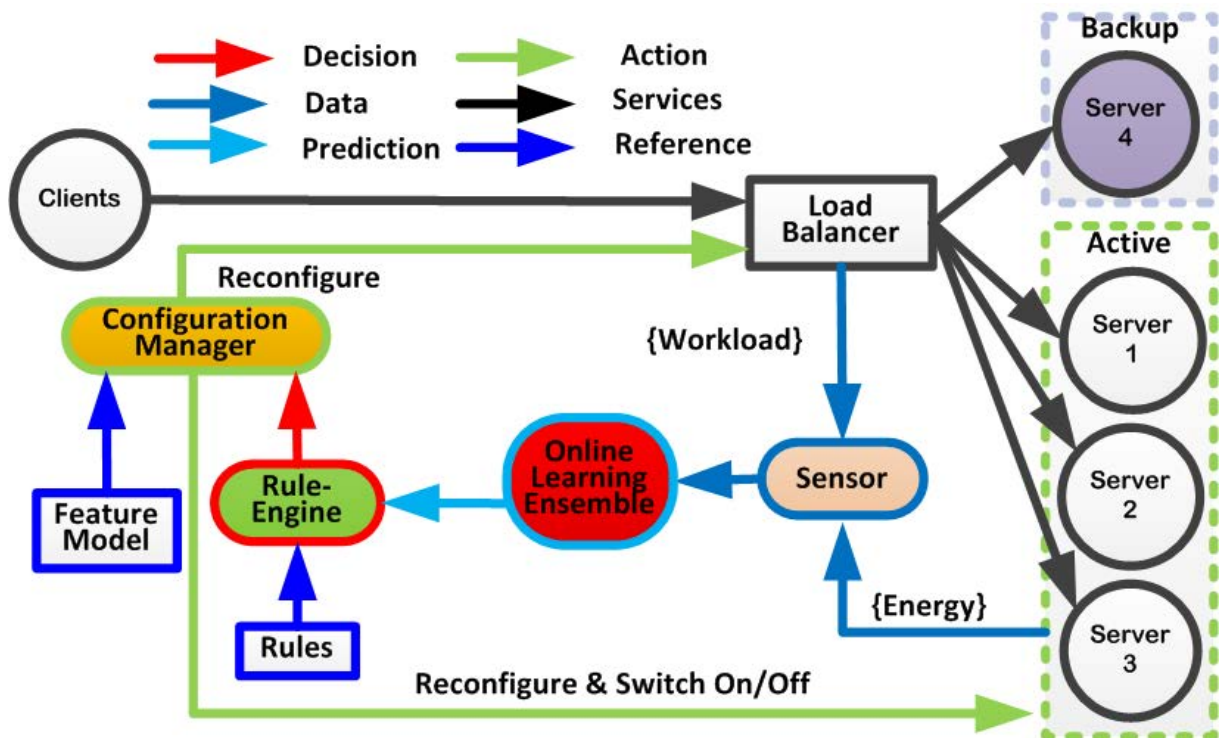 Backup
Decision
Action
Data
Services
Prediction
Reference
Server
4
Clients
Load
Balancer
Active
Reconfigure
Configuration
Manager
{Workload}
Server
1
Online
Learning
Ensemble
Sensor
Rule-
Engine
Feature
Model
Server
2
{Energy}
Rules
Server
3
Reconfigure & Switch On/Off